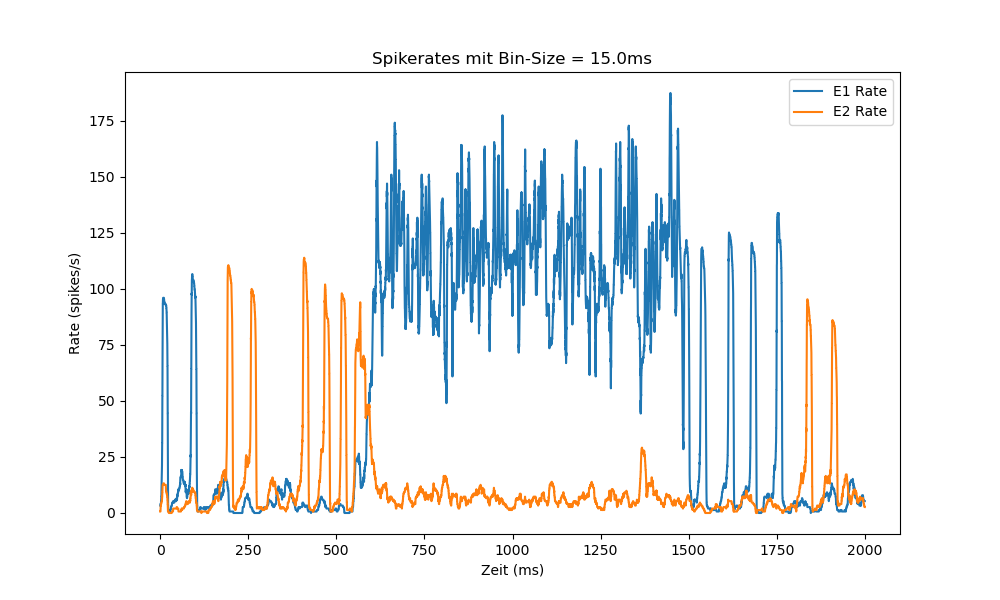 Spikerates mit Bin-Size = 15.0ms
E1 Rate
E2 Rate
Rate (spikes/s)
175
150
125
100
75
50
25
0
0 250 500 750 1000 1250 1500 1750 2000
Zeit (ms)